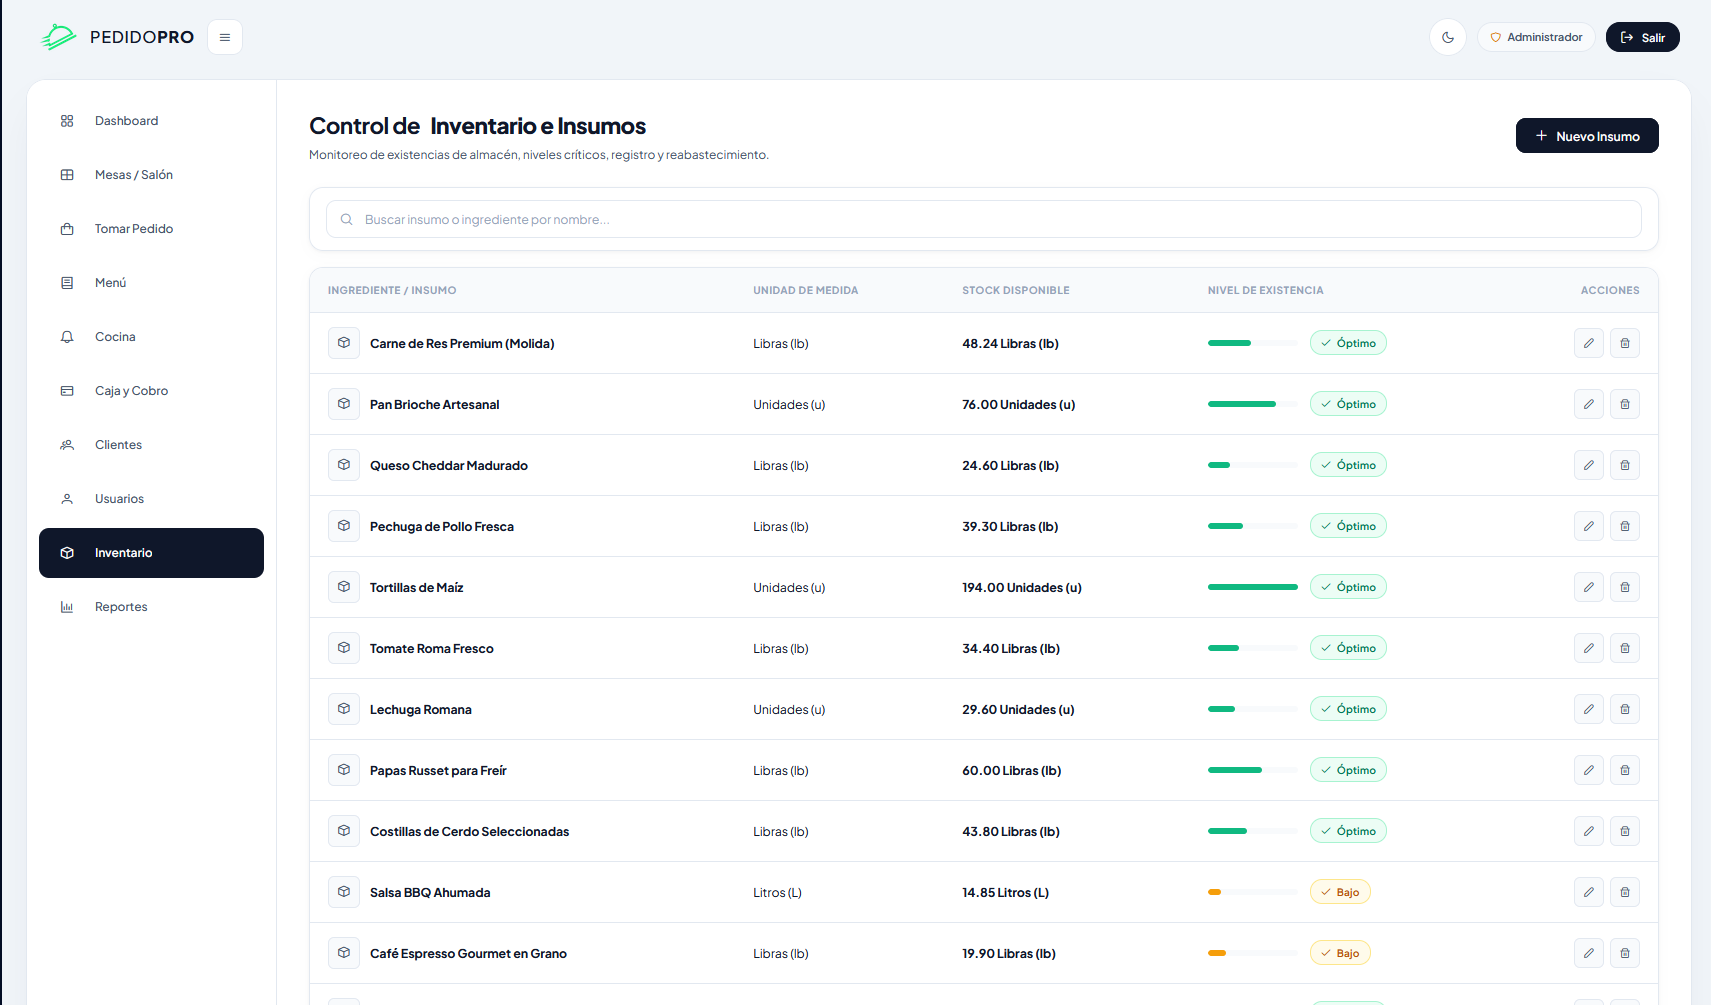 PEDIDOPRO
Administrador
Salir
Dashboard
Mesas / Salón
Tomar Pedido
Menú
Cocina
Caja y Cobro
Clientes
Usuarios
Inventario
Reportes
Control de Inventario e Insumos
Monitoreo de existencias de almacén, niveles críticos, registro y reabastecimiento.
Nuevo Insumo
Buscar insumo o ingrediente por nombre...
INGREDIENTE / INSUMO UNIDAD DE MEDIDA STOCK DISPONIBLE NIVEL DE EXISTENCIA ACCIONES
Carne de Res Premium (Molida) Libras (lb) 48.24 Libras (lb) Óptimo
Pan Brioche Artesanal Unidades (u) 76.00 Unidades (u) Óptimo
Queso Cheddar Madurado Libras (lb) 24.60 Libras (lb) Óptimo
Pechuga de Pollo Fresca Libras (lb) 39.30 Libras (lb) Óptimo
Tortillas de Maíz Unidades (u) 194.00 Unidades (u) Óptimo
Tomate Roma Fresco Libras (lb) 34.40 Libras (lb) Óptimo
Lechuga Romana Unidades (u) 29.60 Unidades (u) Óptimo
Papas Russet para Freír Libras (lb) 60.00 Libras (lb) Óptimo
Costillas de Cerdo Seleccionadas Libras (lb) 43.80 Libras (lb) Óptimo
Salsa BBQ Ahumada Litros (L) 14.85 Litros (L) Bajo
Café Espresso Gourmet en Grano Libras (lb) 19.90 Libras (lb) Bajo